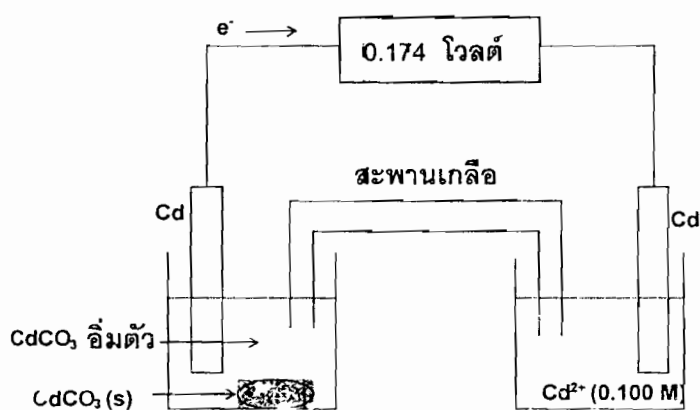 e⁻
0.174 โวลต์
สะพานเกลือ
Cd
Cd
CdCO₃ อิ่มตัว
CdCO₃ (s)
Cd²⁺ (0.100 M)